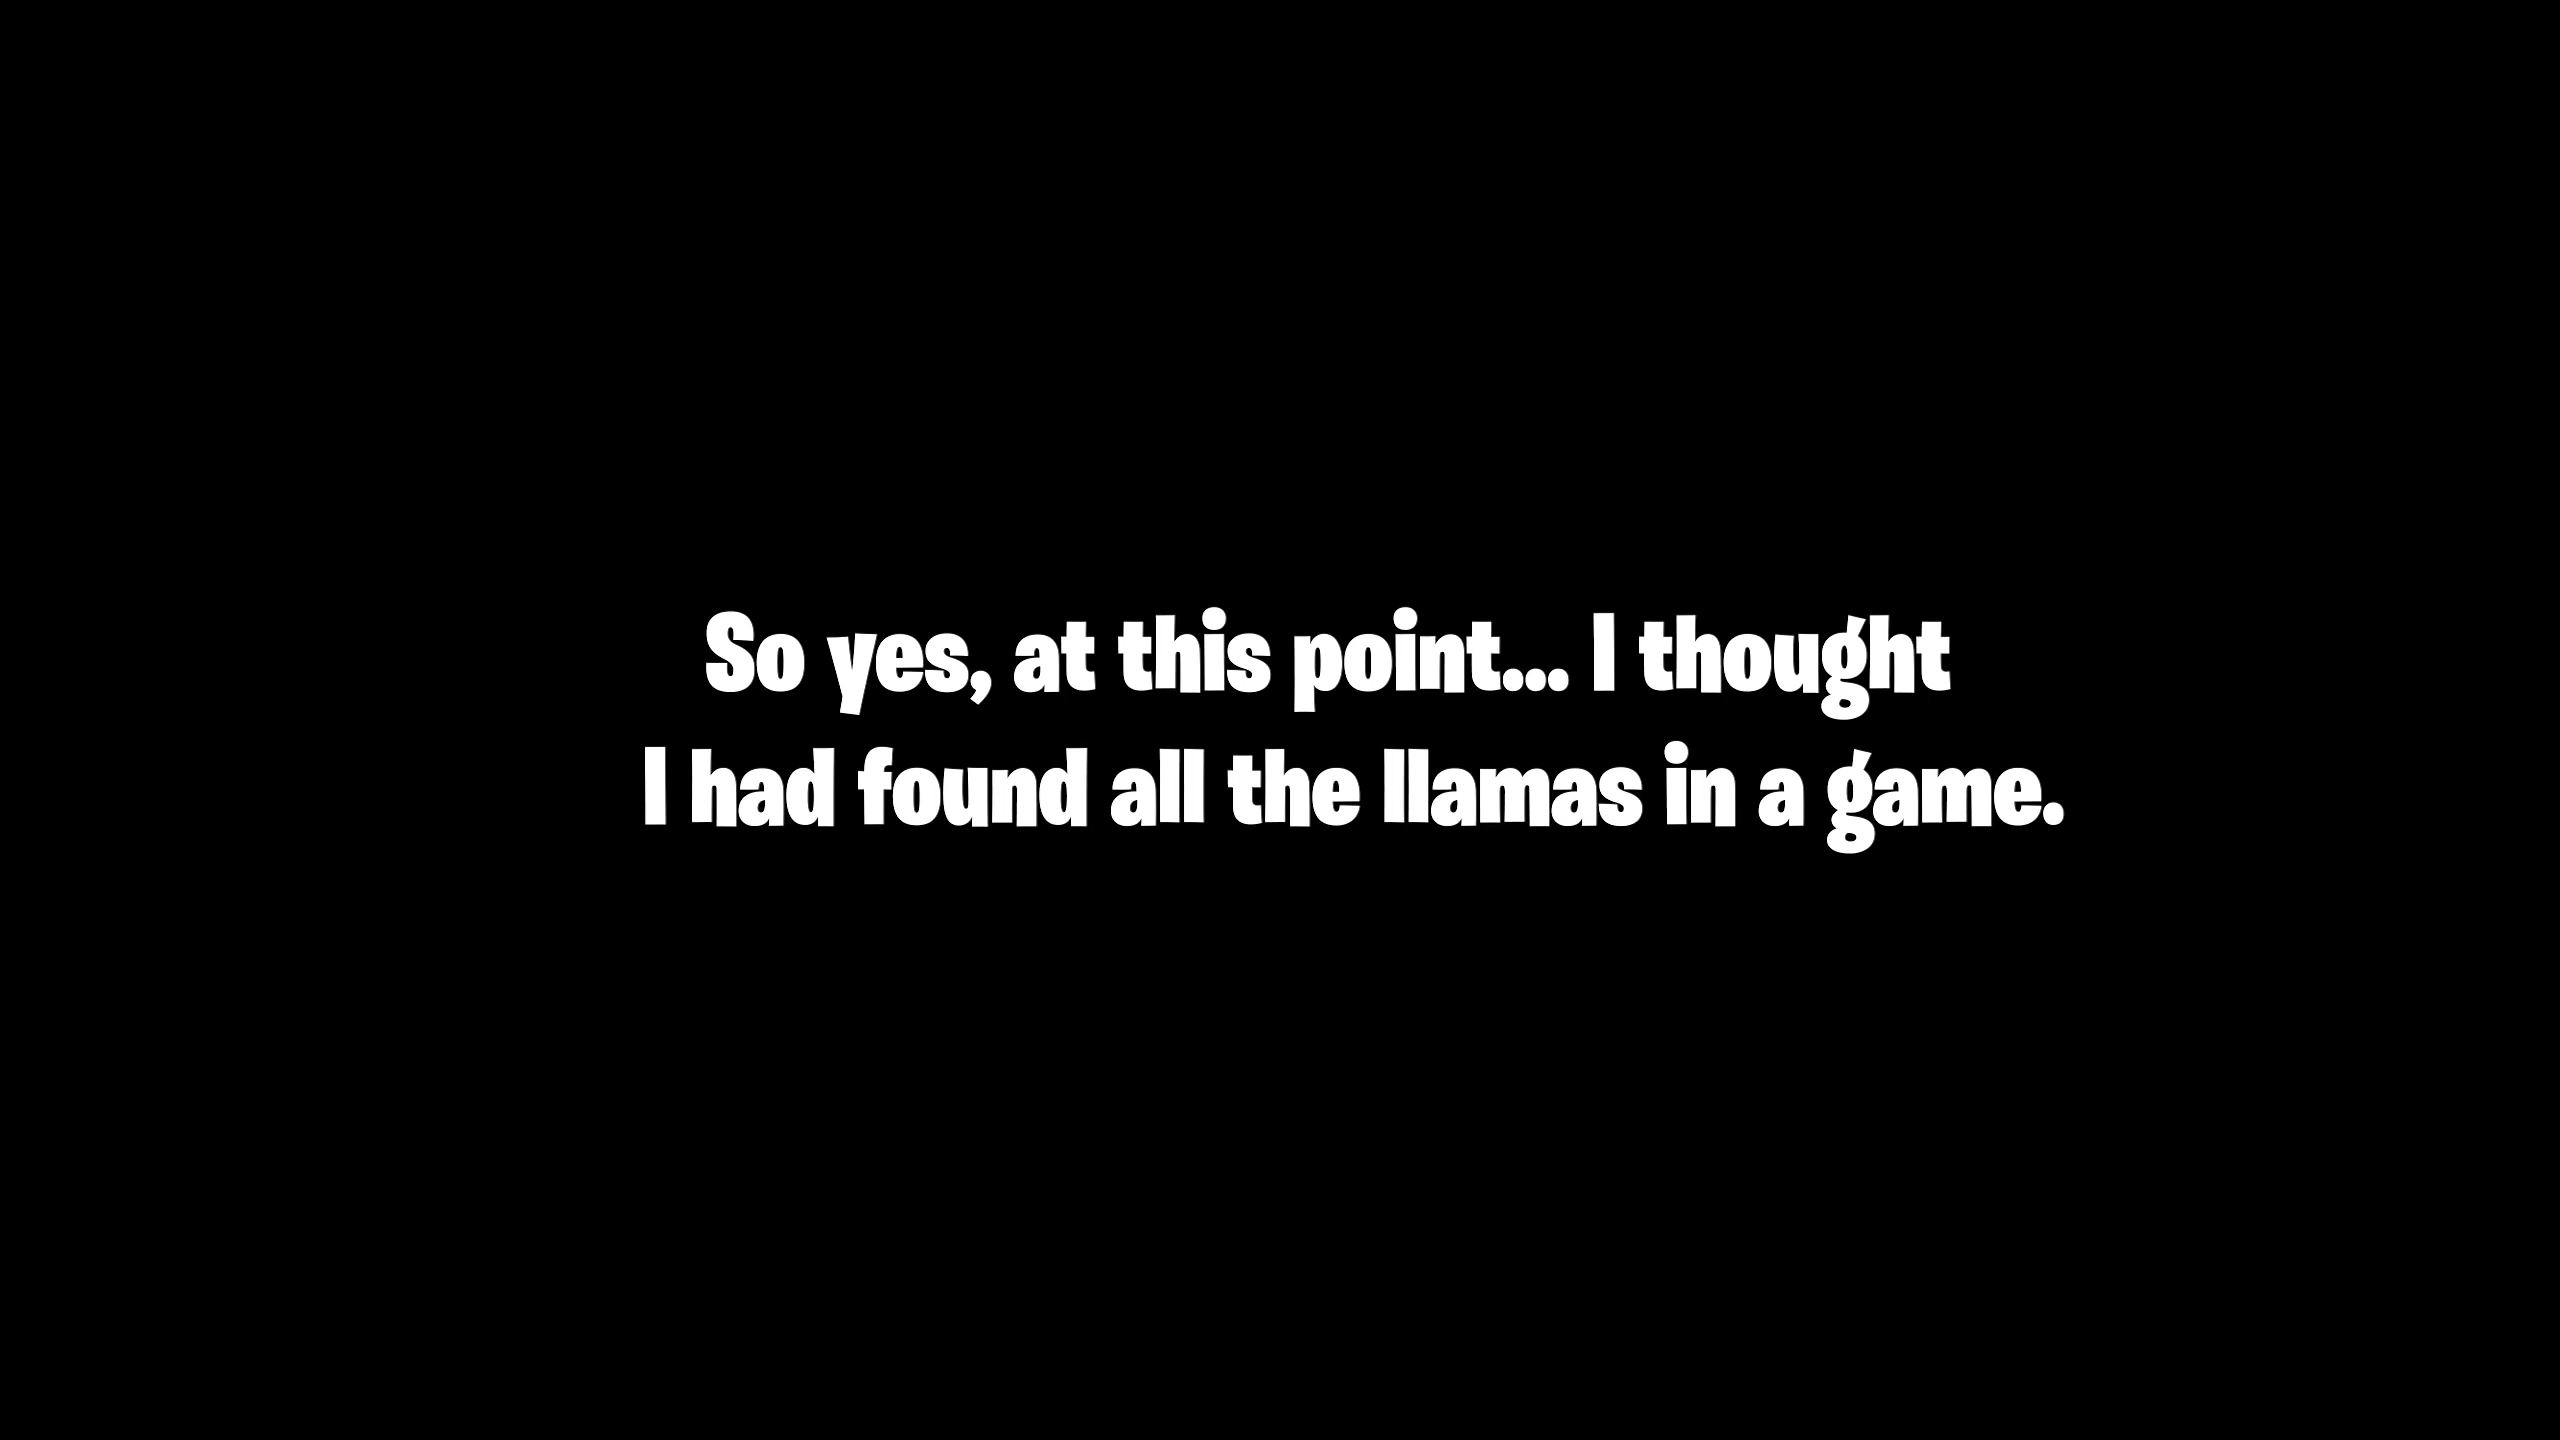 So yes, at this point... I thought
I had found all the llamas in a game.